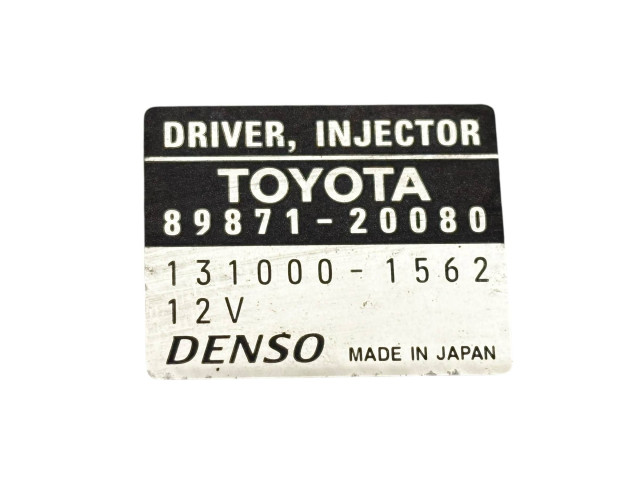 DRIVER, INJECTOR
TOYOTA
89871-20080
131000-1562
12V
DENSO MADE IN JAPAN